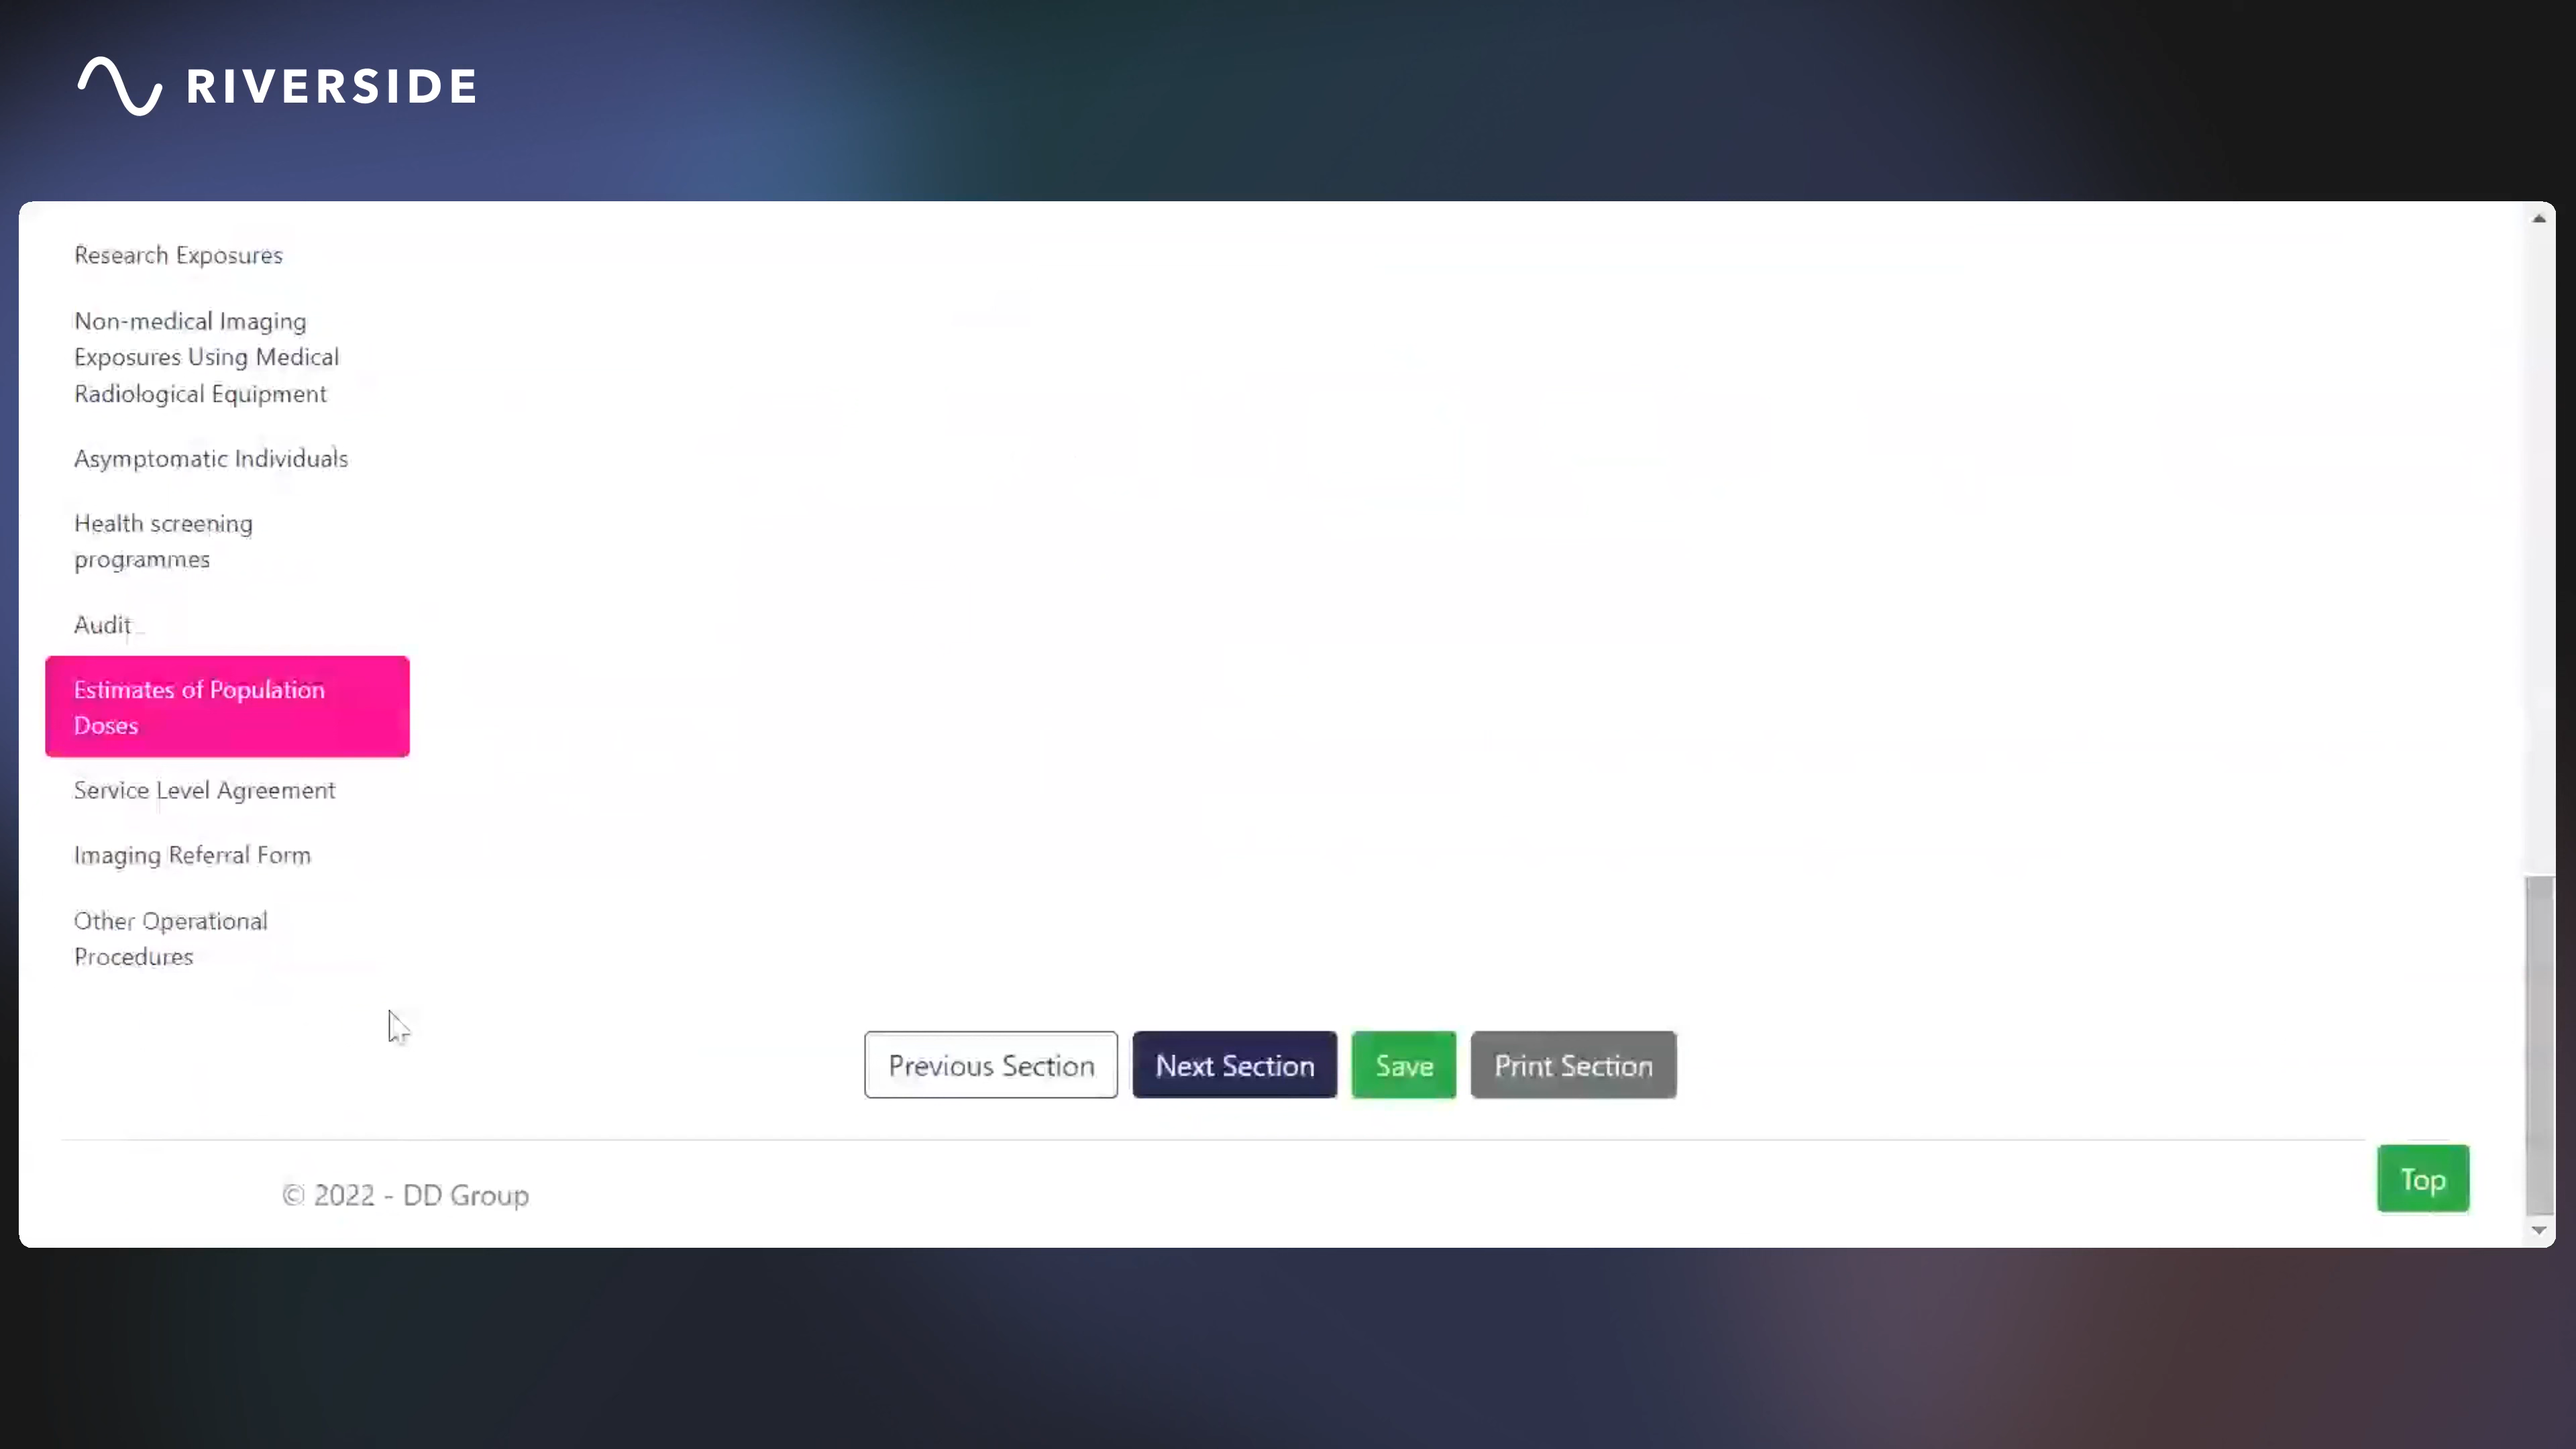 RIVERSIDE
Research Exposures
Non-medical Imaging
Exposures Using Medical
Radiological Equipment
Asymptomatic Individuals
Health screening
programmes
Audit
Estimates of Population
Doses
Service Level Agreement
Imaging Referral Form
Other Operational
Procedures
Previous Section Next Section Save Print Section
© 2022 - DD Group
Top